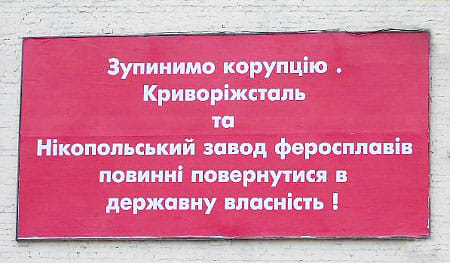 Зупинимо корупцію .
Криворіжсталь
та
Нікопольський завод феросплавів
повинні повернутися в
державну власність !